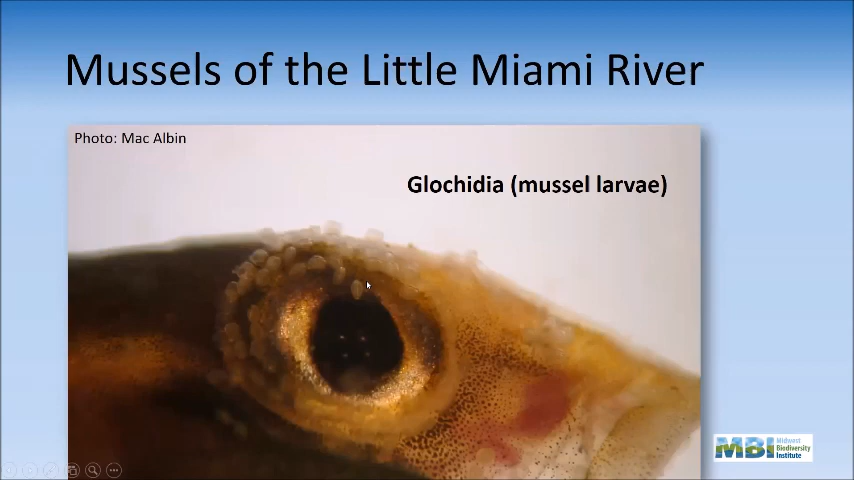 Mussels of the Little Miami River
Photo: Mac Albin
Glochidia (mussel larvae)
MBI
Midwest
Biodiversity
Institute